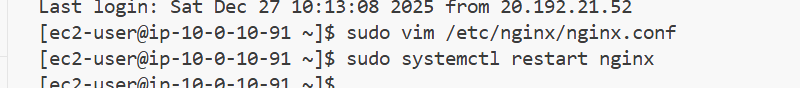 Last login: Sat Dec 27 10:13:08 2025 from 20.192.21.52
[ec2-user@ip-10-0-10-91 ~]$ sudo vim /etc/nginx/nginx.conf
[ec2-user@ip-10-0-10-91 ~]$ sudo systemctl restart nginx
[ec2-user@ip-10-0-10-91 ~]$